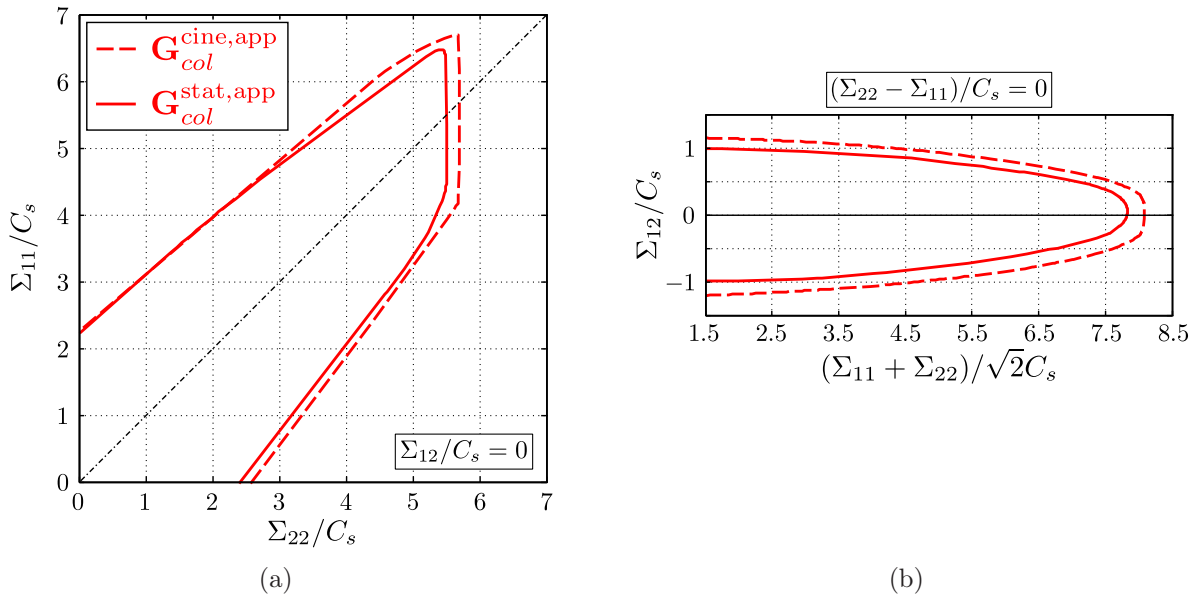 7
6
5
4
3
2
1
0
Σ₁₁/Cₛ
G_{col}^{cine,app}
G_{col}^{stat,app}
Σ₁₂/Cₛ = 0
0 1 2 3 4 5 6 7
Σ₂₂/Cₛ
(a)
(Σ₂₂ − Σ₁₁)/Cₛ = 0
1
0
−1
Σ₁₂/Cₛ
1.5 2.5 3.5 4.5 5.5 6.5 7.5 8.5
(Σ₁₁ + Σ₂₂)/√2Cₛ
(b)